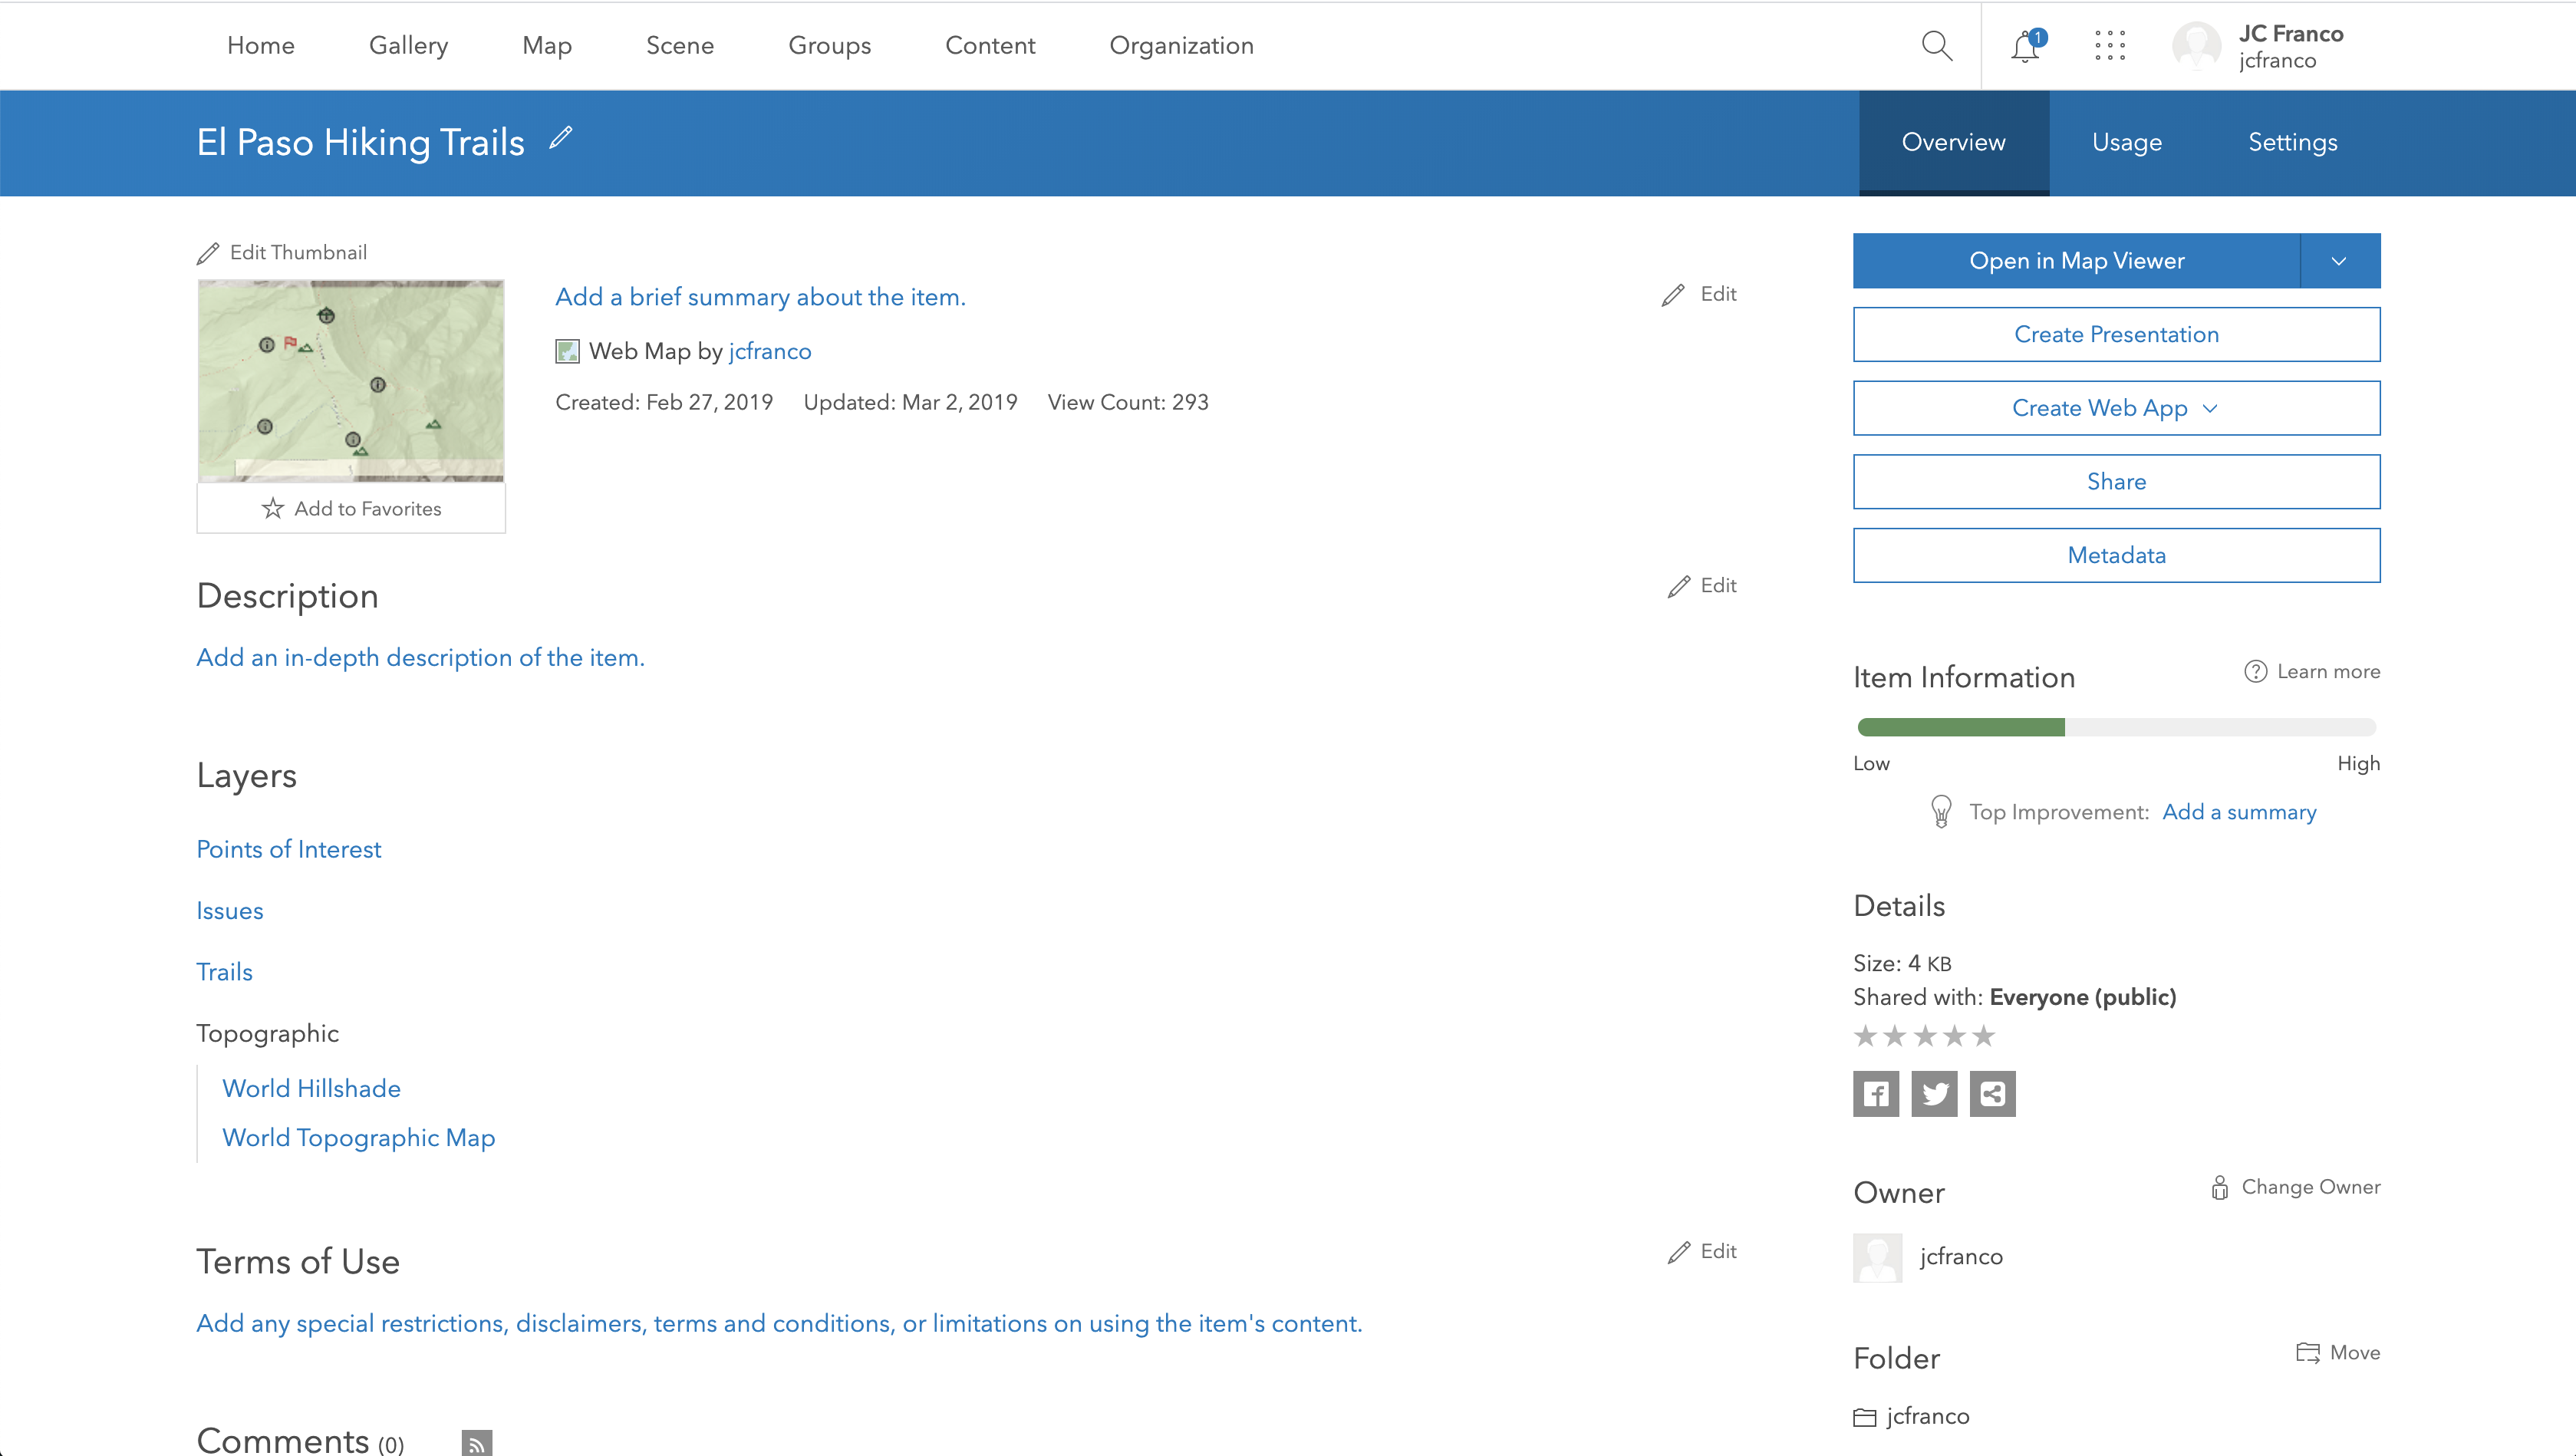 Home Gallery Map Scene Groups Content Organization
1
JC Franco
jcfranco
El Paso Hiking Trails
Overview Usage Settings
Edit Thumbnail
Add a brief summary about the item.
Edit
Web Map by jcfranco
Created: Feb 27, 2019 Updated: Mar 2, 2019 View Count: 293
Add to Favorites
Description
Edit
Add an in-depth description of the item.
Layers
Points of Interest
Issues
Trails
Topographic
World Hillshade
World Topographic Map
Terms of Use
Edit
Add any special restrictions, disclaimers, terms and conditions, or limitations on using the item's content.
Comments (0)
Open in Map Viewer
Create Presentation
Create Web App
Share
Metadata
Item Information
Learn more
Low High
Top Improvement: Add a summary
Details
Size: 4 KB
Shared with: Everyone (public)
Owner
Change Owner
jcfranco
Folder
Move
jcfranco